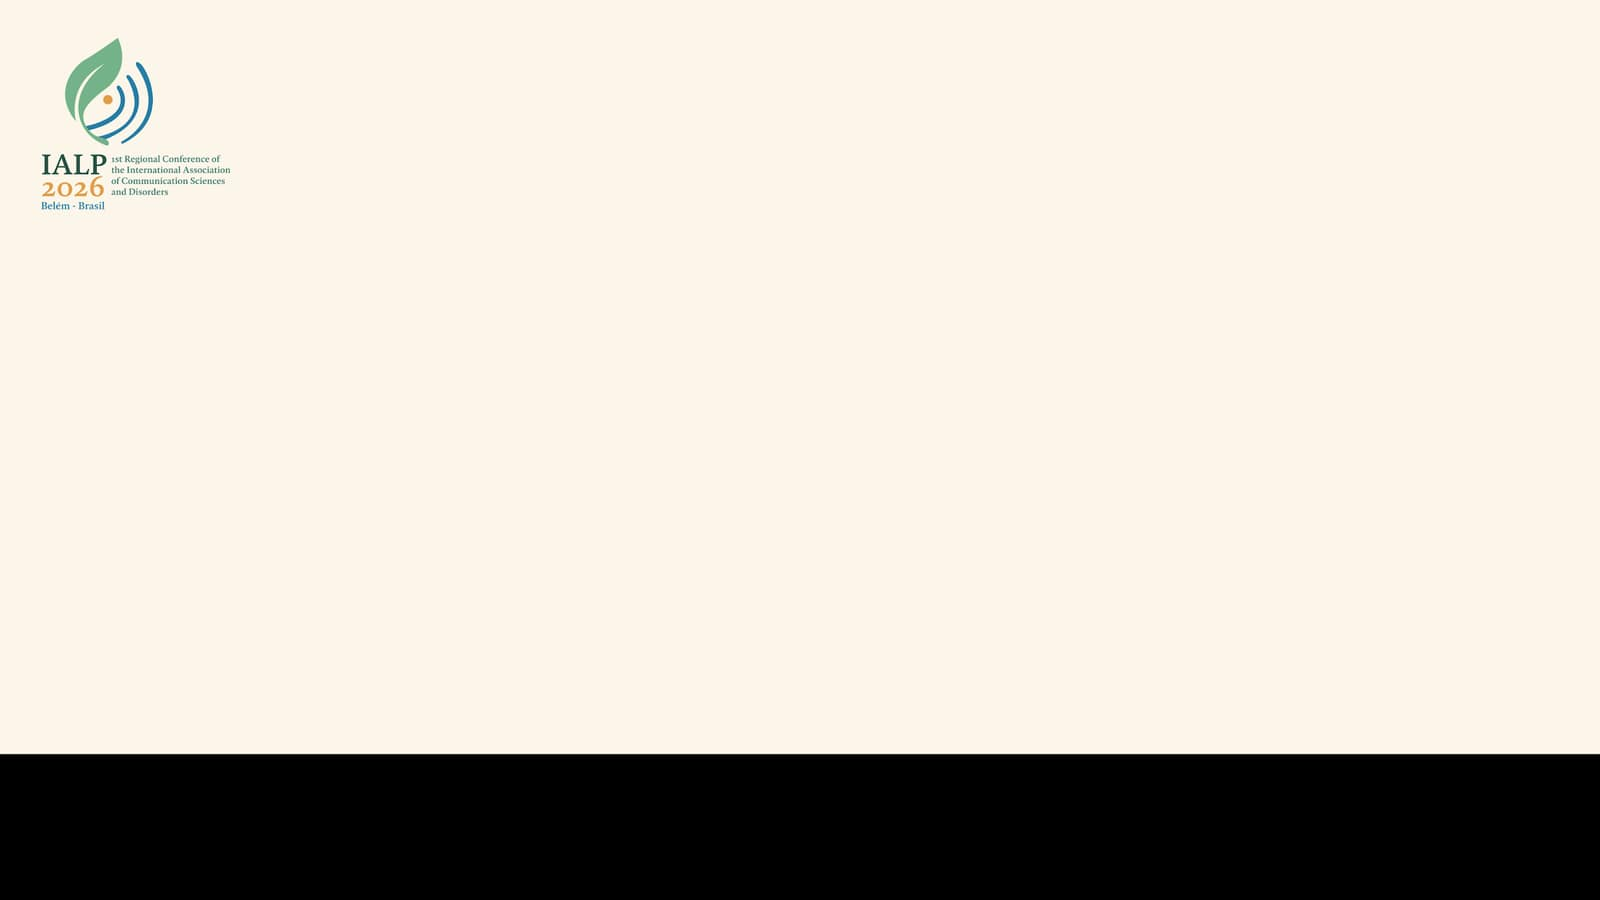 IALP
2026
Belém - Brasil
1st Regional Conference of
the International Association
of Communication Sciences
and Disorders